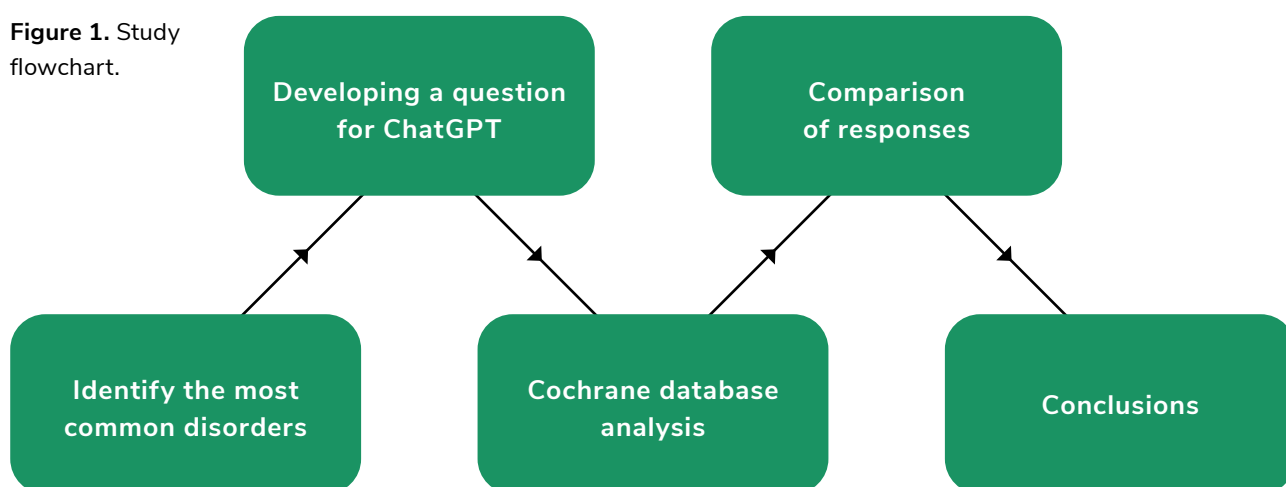 Figure 1. Study
flowchart.
Developing a question
for ChatGPT
Comparison
of responses
Identify the most
common disorders
Cochrane database
analysis
Conclusions